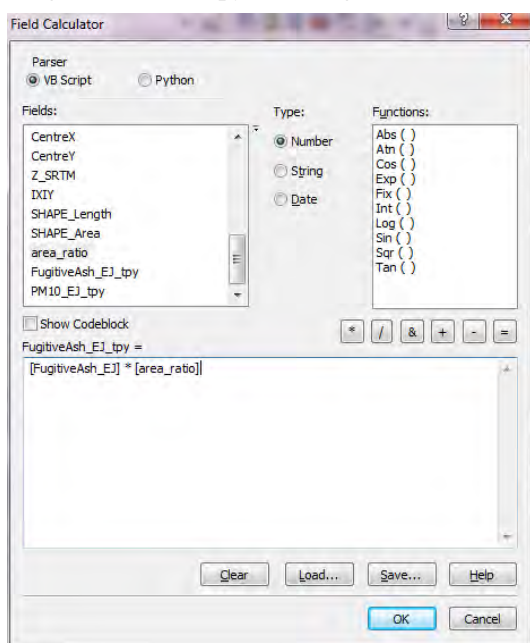 Field Calculator
?
X
Parser
VB Script
Python
Fields:
Type:
Functions:
CentreX
CentreY
Z_SRTM
IXIY
SHAPE_Length
SHAPE_Area
area_ratio
FugitiveAsh_EJ_tpy
PM10_EJ_tpy
Number
String
Date
Abs ( )
Atn ( )
Cos ( )
Exp ( )
Fix ( )
Int ( )
Log ( )
Sin ( )
Sqr ( )
Tan ( )
Show Codeblock
* / & + - =
FugitiveAsh_EJ_tpy =
[FugitiveAsh_EJ] * [area_ratio]
Clear
Load...
Save...
Help
OK
Cancel